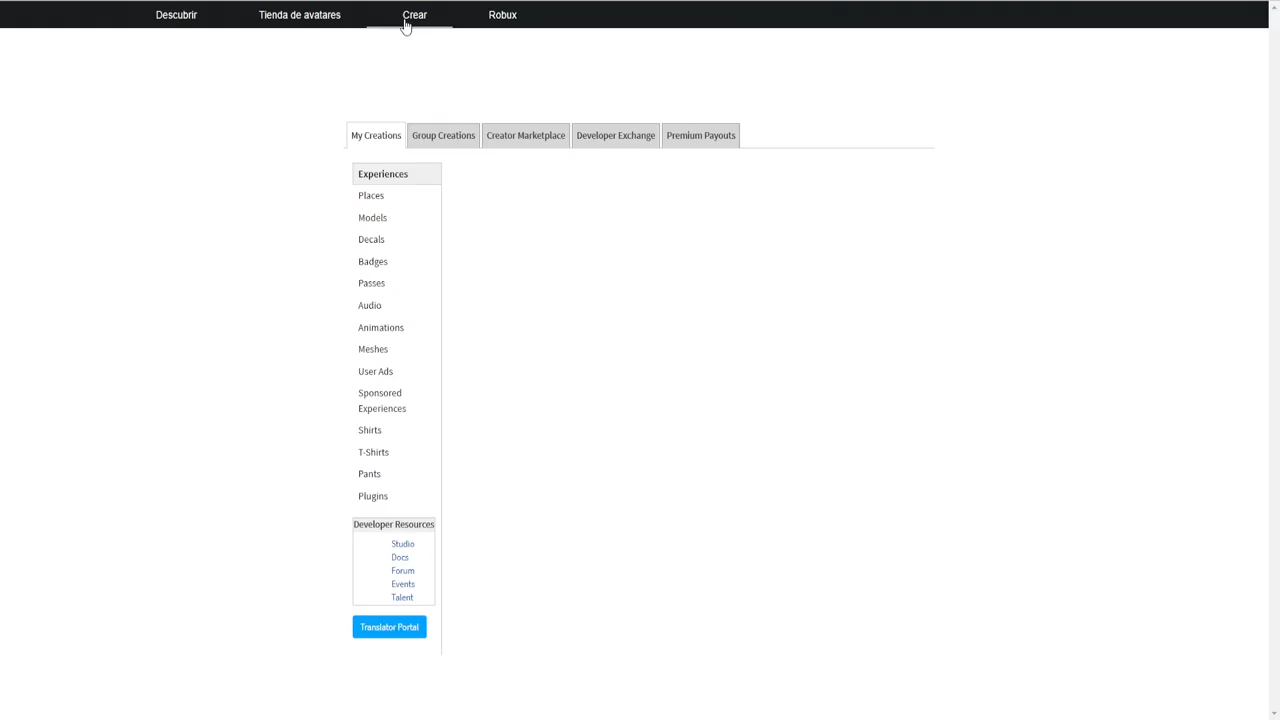 Descubrir
Tienda de avatares
Crear
Robux
My Creations
Group Creations
Creator Marketplace
Developer Exchange
Premium Payouts
Experiences
Places
Models
Decals
Badges
Passes
Audio
Animations
Meshes
User Ads
Sponsored
Experiences
Shirts
T-Shirts
Pants
Plugins
Developer Resources
Studio
Docs
Forum
Events
Talent
Translator Portal